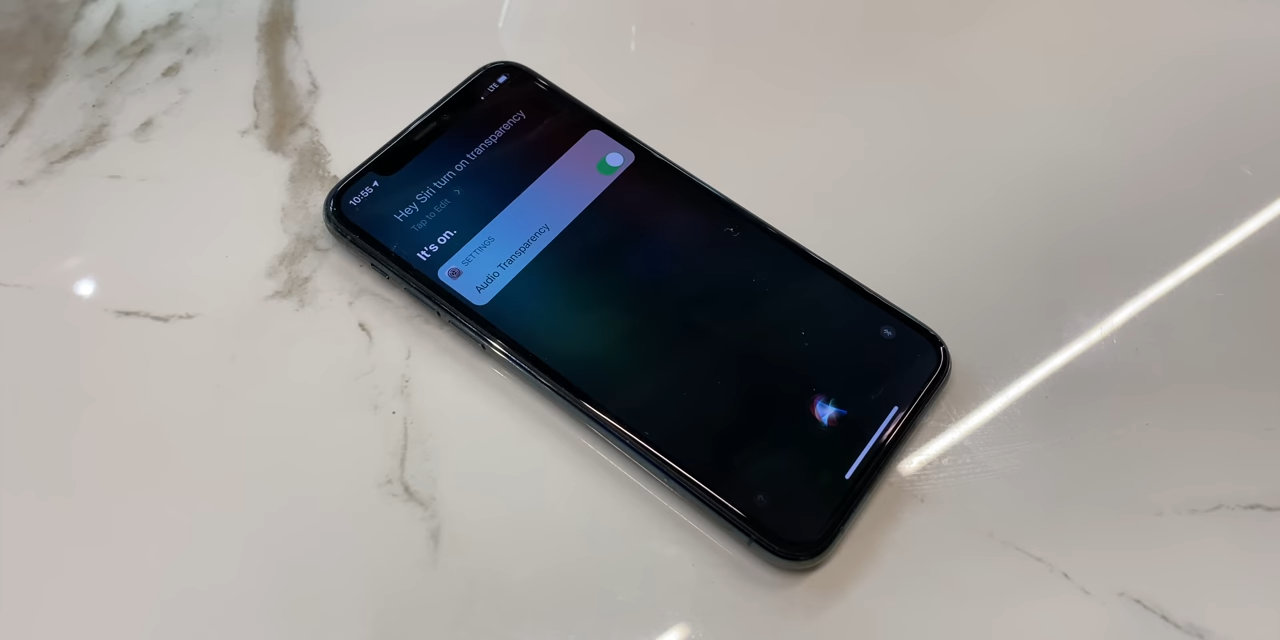 10:55
LTE
Hey Siri turn on transparency
Tap to Edit
It's on.
SETTINGS
Audio Transparency